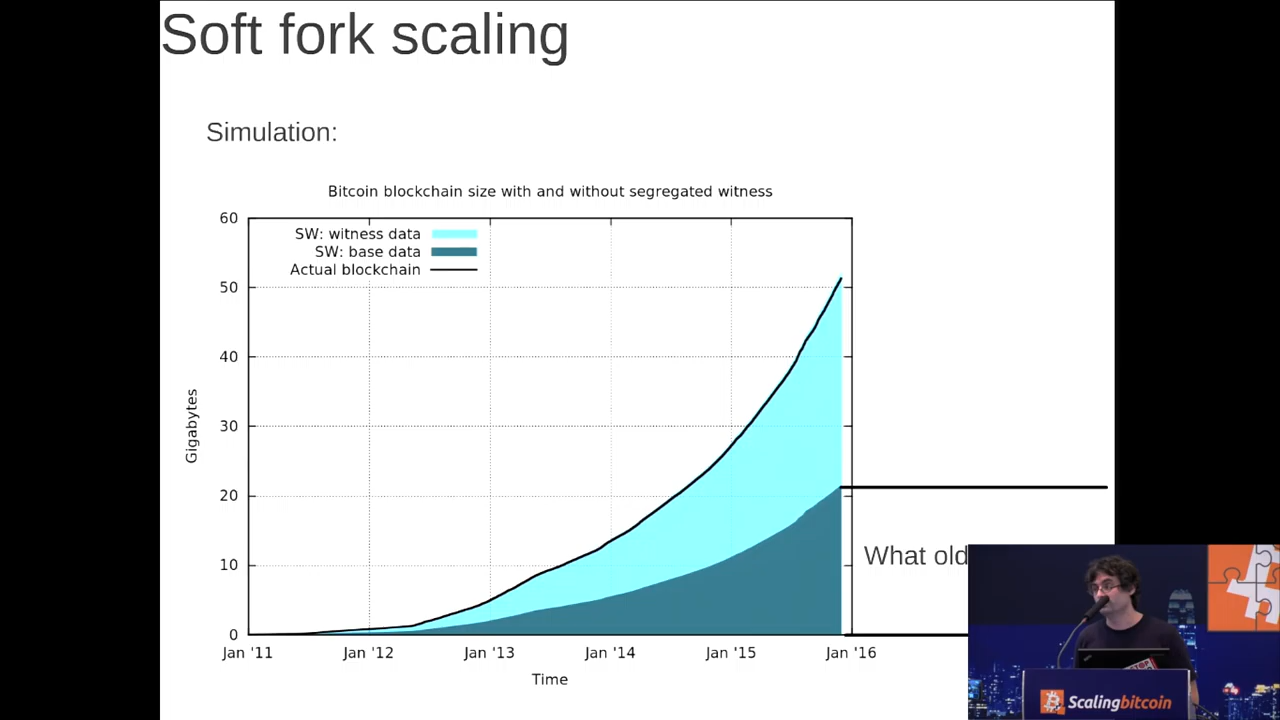 Soft fork scaling
Simulation:
Bitcoin blockchain size with and without segregated witness
60
50
40
30
20
10
0
Gigabytes
SW: witness data
SW: base data
Actual blockchain
Jan '11 Jan '12 Jan '13 Jan '14 Jan '15 Jan '16
Time
What old
Scalingbitcoin